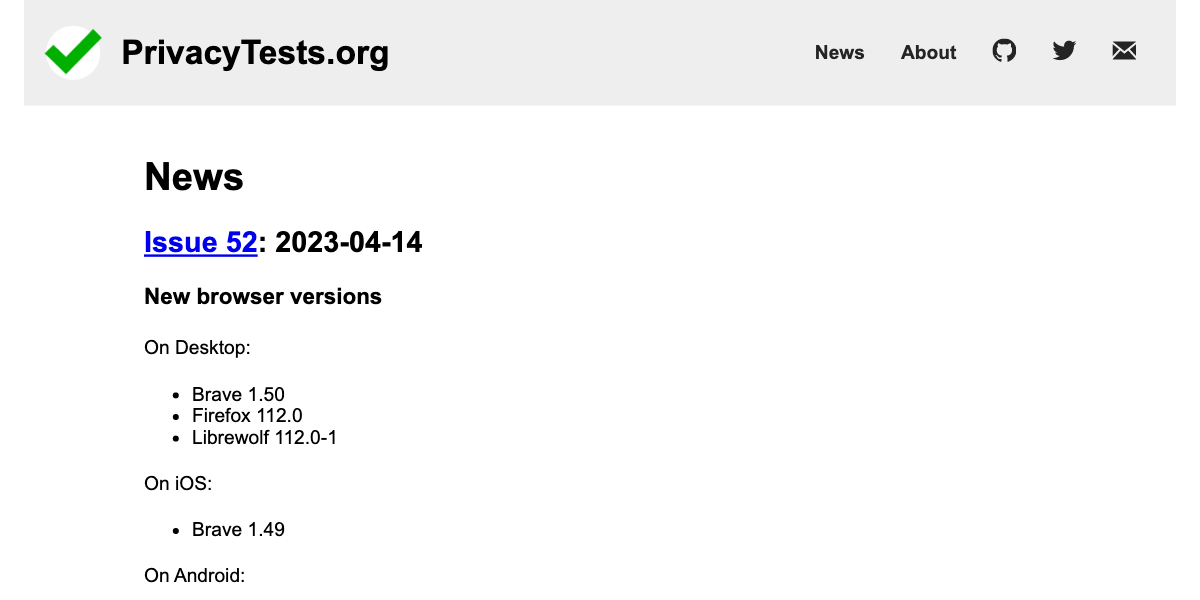 PrivacyTests.org
News About
News
Issue 52: 2023-04-14
New browser versions
On Desktop:
• Brave 1.50
• Firefox 112.0
• Librewolf 112.0-1
On iOS:
• Brave 1.49
On Android: